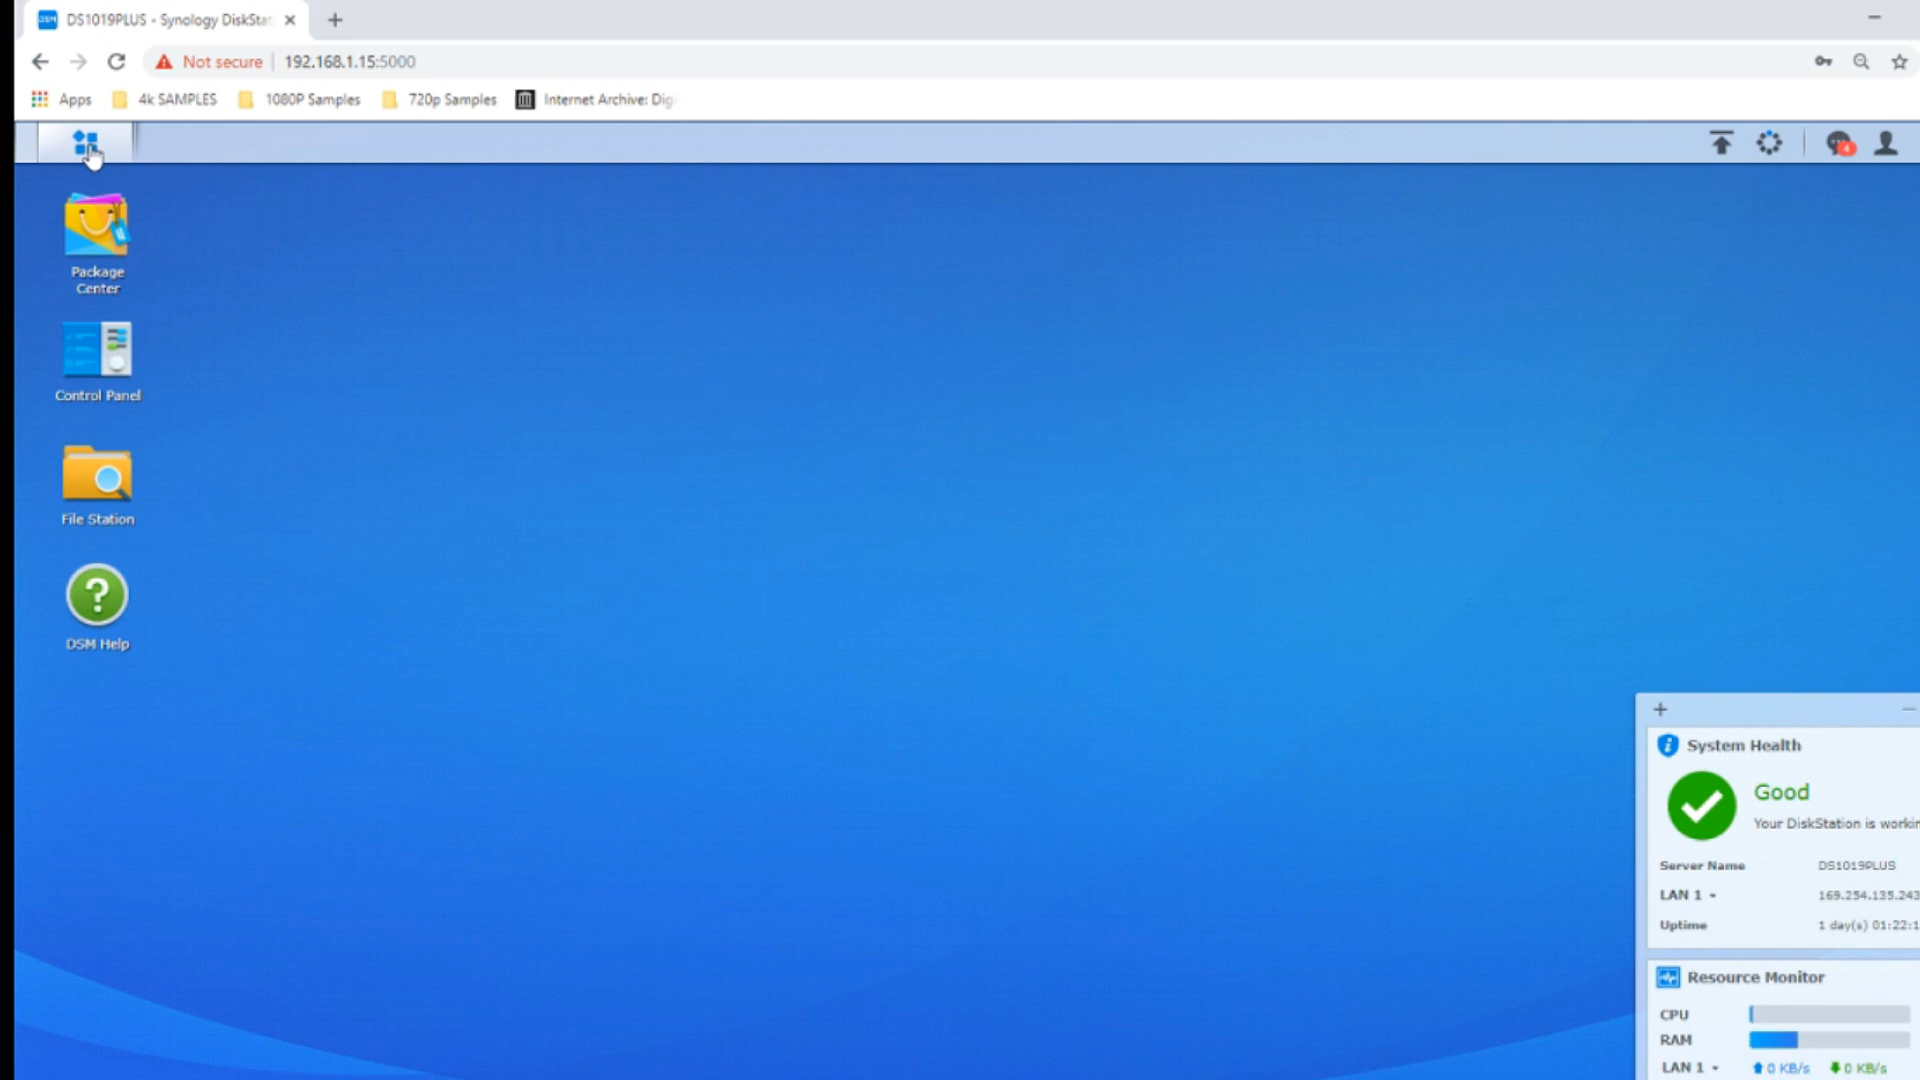 DS1019PLUS - Synology DiskStat
Not secure
192.168.1.15:5000
Apps
4k SAMPLES
1080P Samples
720p Samples
Internet Archive: Digi
4
Package
Center
Control Panel
File Station
DSM Help
System Health
Good
Your DiskStation is workin
Server Name DS1019PLUS
LAN 1 169.254.135.243
Uptime 1 day(s) 01:22:1
Resource Monitor
CPU
RAM
LAN 1 0 KB/s 0 KB/s